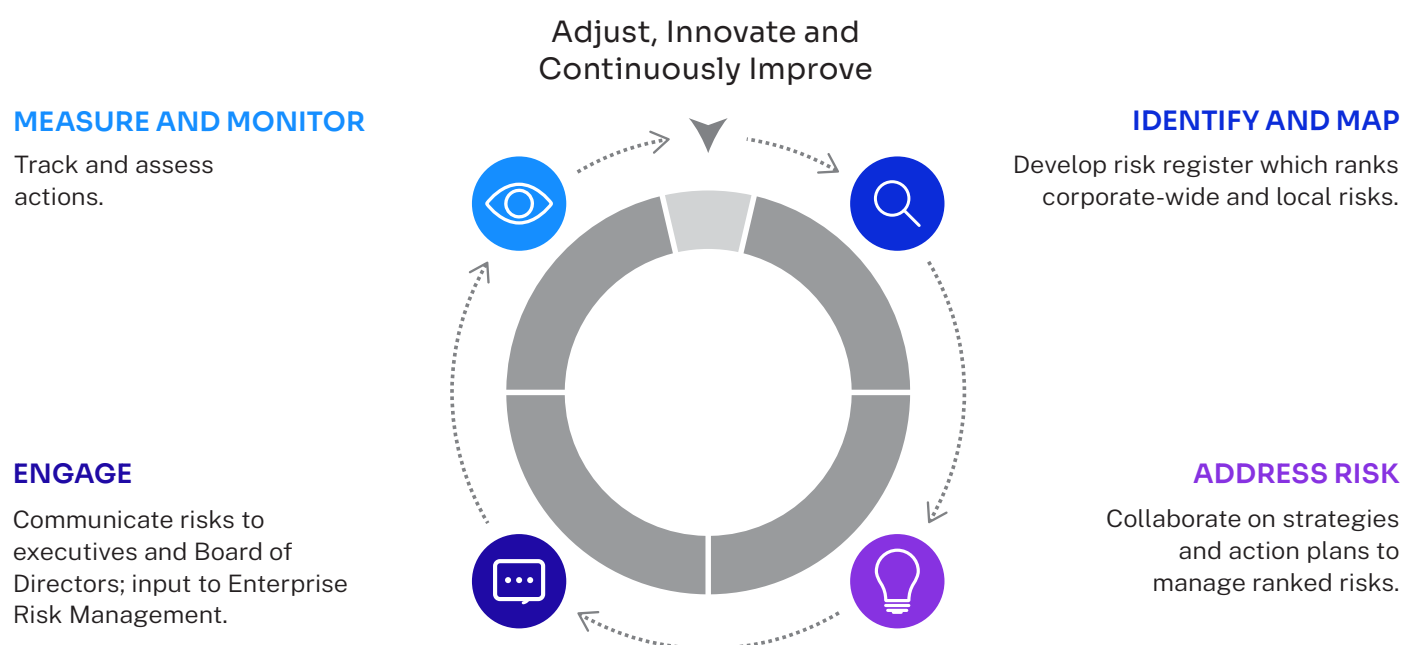 Adjust, Innovate and
Continuously Improve
MEASURE AND MONITOR
Track and assess
actions.
IDENTIFY AND MAP
Develop risk register which ranks
corporate-wide and local risks.
ENGAGE
Communicate risks to
executives and Board of
Directors; input to Enterprise
Risk Management.
ADDRESS RISK
Collaborate on strategies
and action plans to
manage ranked risks.